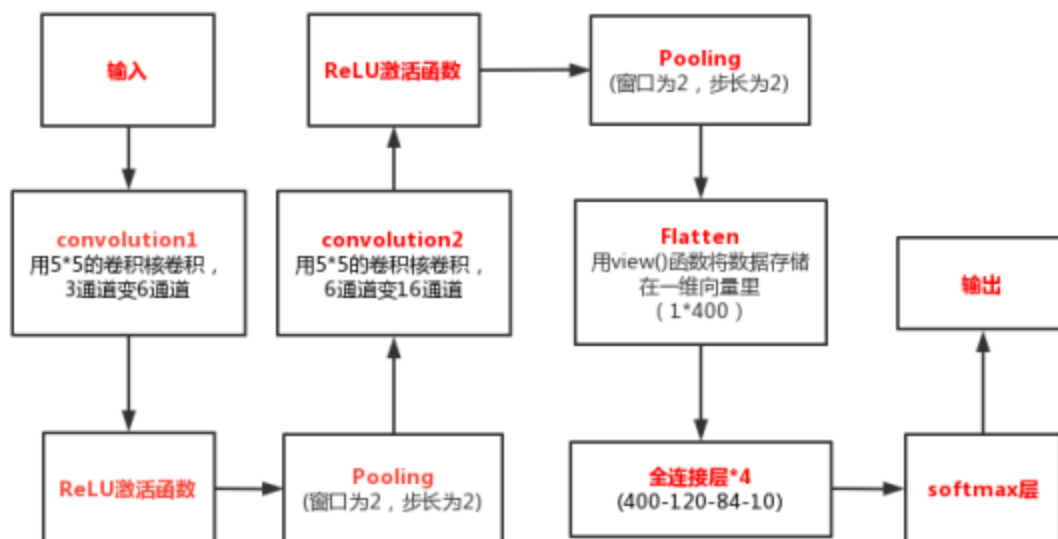 输入
convolution1
用5*5的卷积核卷积，
3通道变6通道
ReLU激活函数
Pooling
(窗口为2，步长为2)
convolution2
用5*5的卷积核卷积，
6通道变16通道
ReLU激活函数
Pooling
(窗口为2，步长为2)
Flatten
用view()函数将数据存储
在一维向量里
（1*400）
全连接层*4
(400-120-84-10)
softmax层
输出